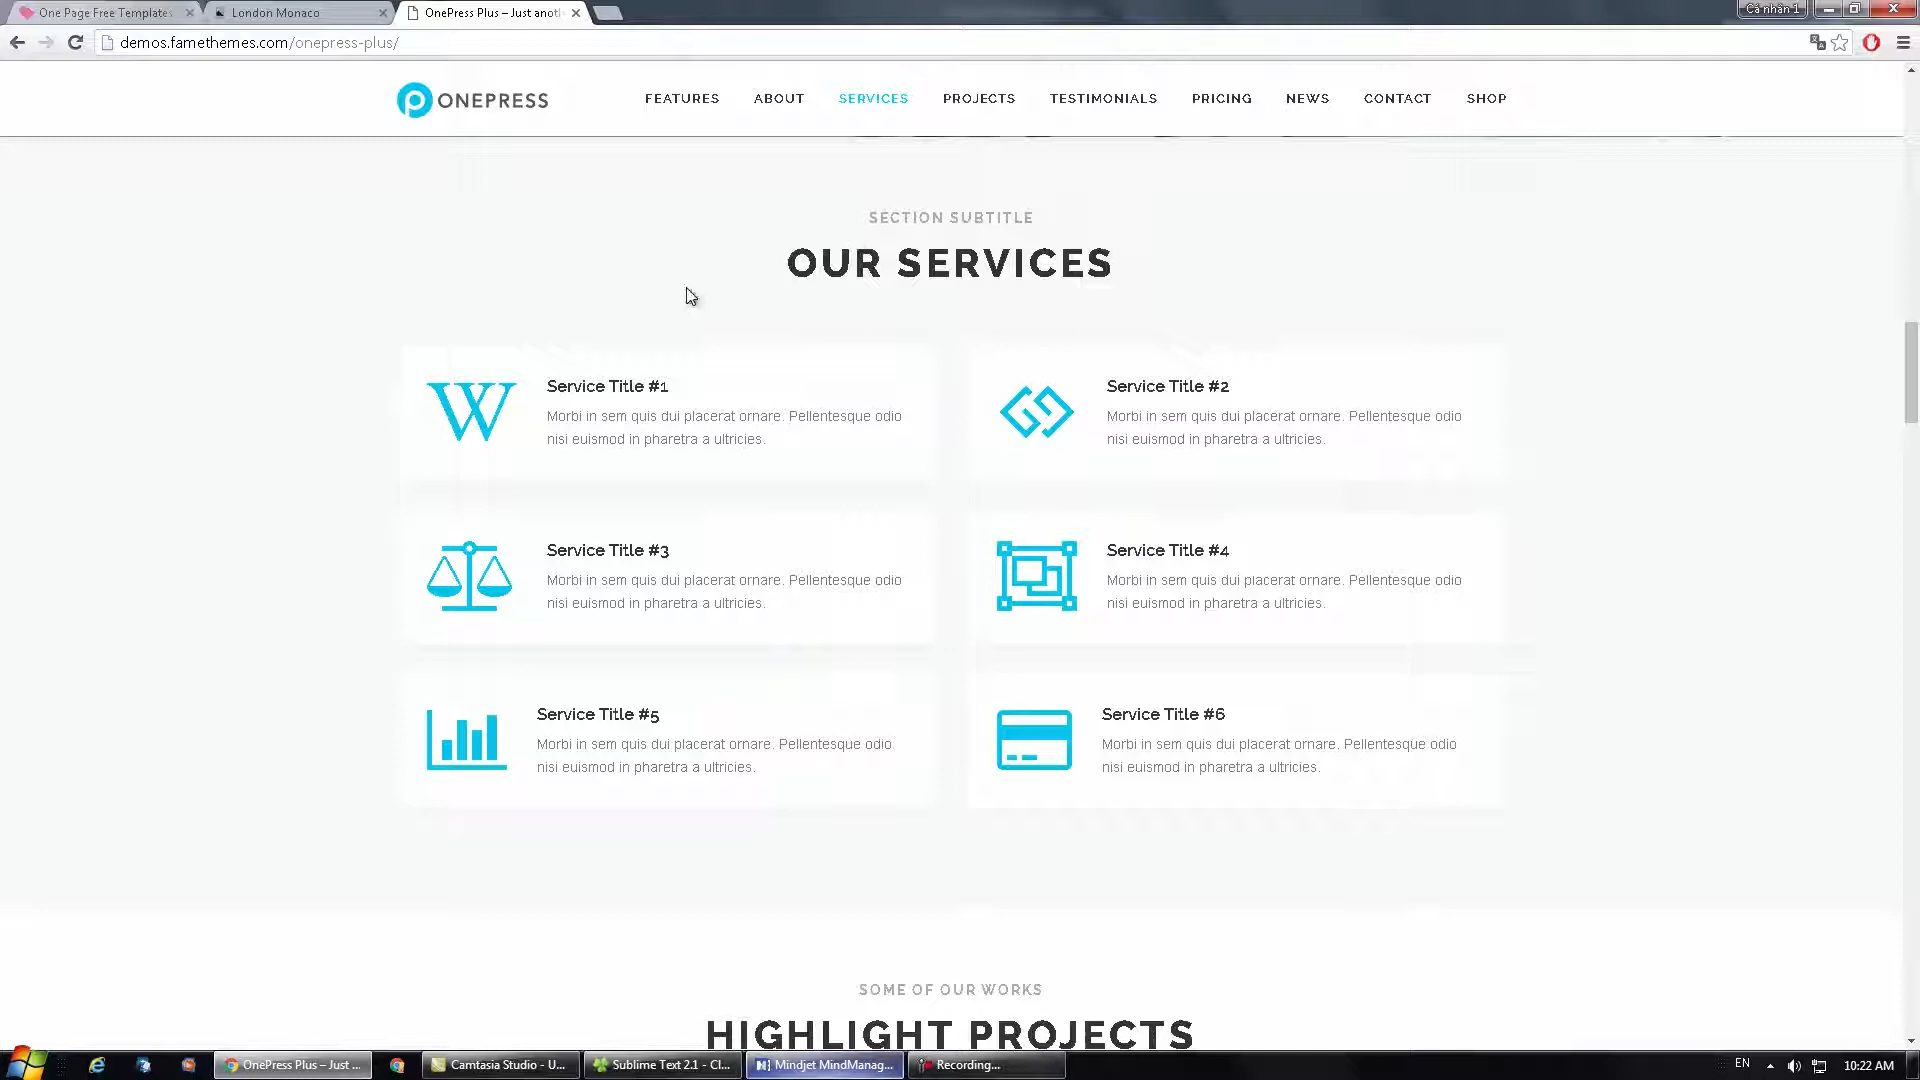 One Page Free Templates
London Monaco
OnePress Plus – Just anot
Cá nhân 1
demos.famethemes.com/onepress-plus/
ONEPRESS
FEATURES ABOUT SERVICES PROJECTS TESTIMONIALS PRICING NEWS CONTACT SHOP
SECTION SUBTITLE
OUR SERVICES
Service Title #1
Morbi in sem quis dui placerat ornare. Pellentesque odio
nisi euismod in pharetra a ultricies.
Service Title #2
Morbi in sem quis dui placerat ornare. Pellentesque odio
nisi euismod in pharetra a ultricies.
Service Title #3
Morbi in sem quis dui placerat ornare. Pellentesque odio
nisi euismod in pharetra a ultricies.
Service Title #4
Morbi in sem quis dui placerat ornare. Pellentesque odio
nisi euismod in pharetra a ultricies.
Service Title #5
Morbi in sem quis dui placerat ornare. Pellentesque odio
nisi euismod in pharetra a ultricies.
Service Title #6
Morbi in sem quis dui placerat ornare. Pellentesque odio
nisi euismod in pharetra a ultricies.
SOME OF OUR WORKS
HIGHLIGHT PROJECTS
OnePress Plus – Just ...
Camtasia Studio - U...
Sublime Text 2.1 - Cl...
Mindjet MindManag...
Recording...
EN
10:22 AM